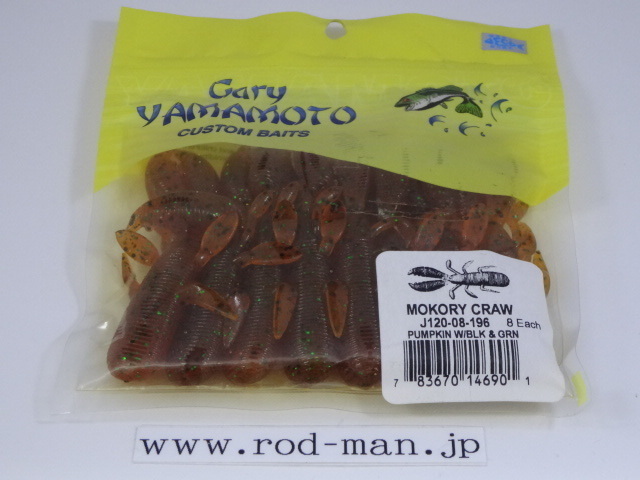 Gary
YAMAMOTO
CUSTOM BAITS
MOKORY CRAW
J120-08-196 8 Each
PUMPKIN W/BLK & GRN
7 83670 14690 1
www.rod-man.jp